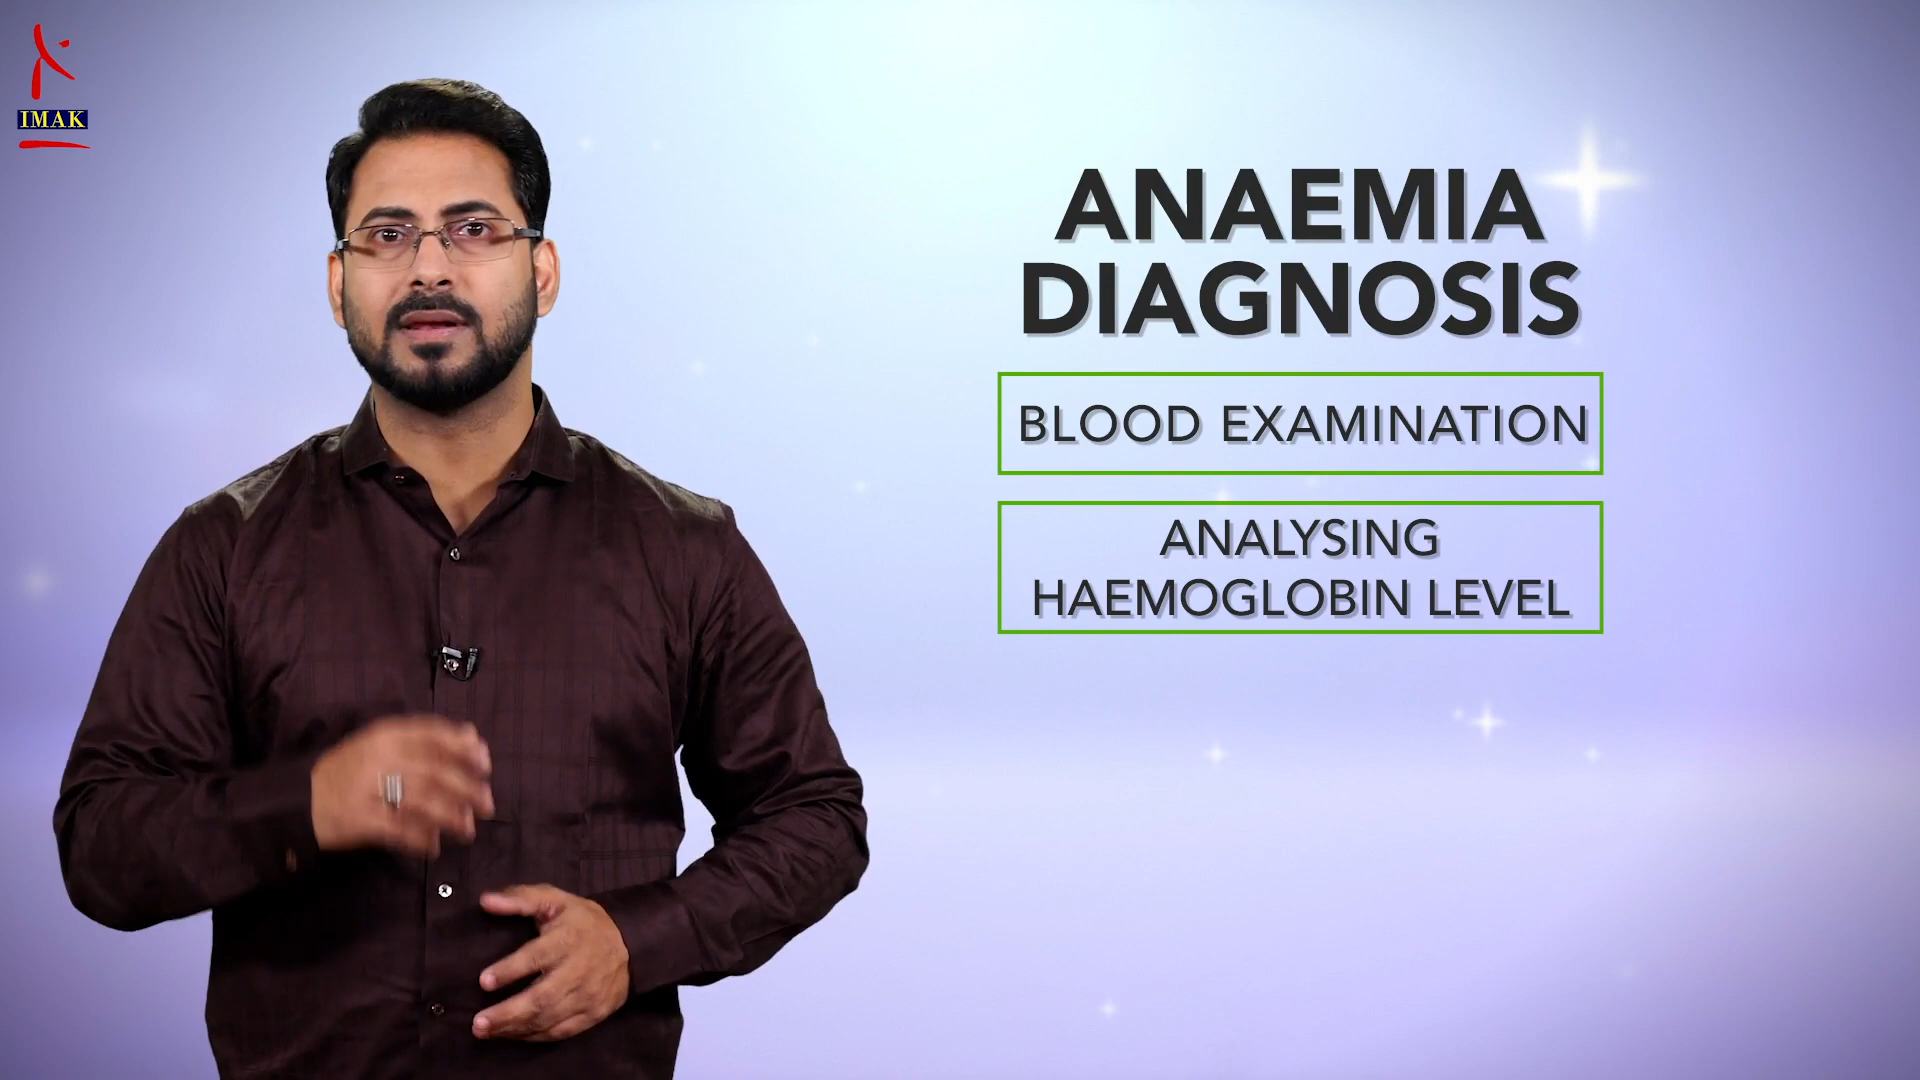 IMAK
ANAEMIA
DIAGNOSIS
BLOOD EXAMINATION
ANALYSING
HAEMOGLOBIN LEVEL